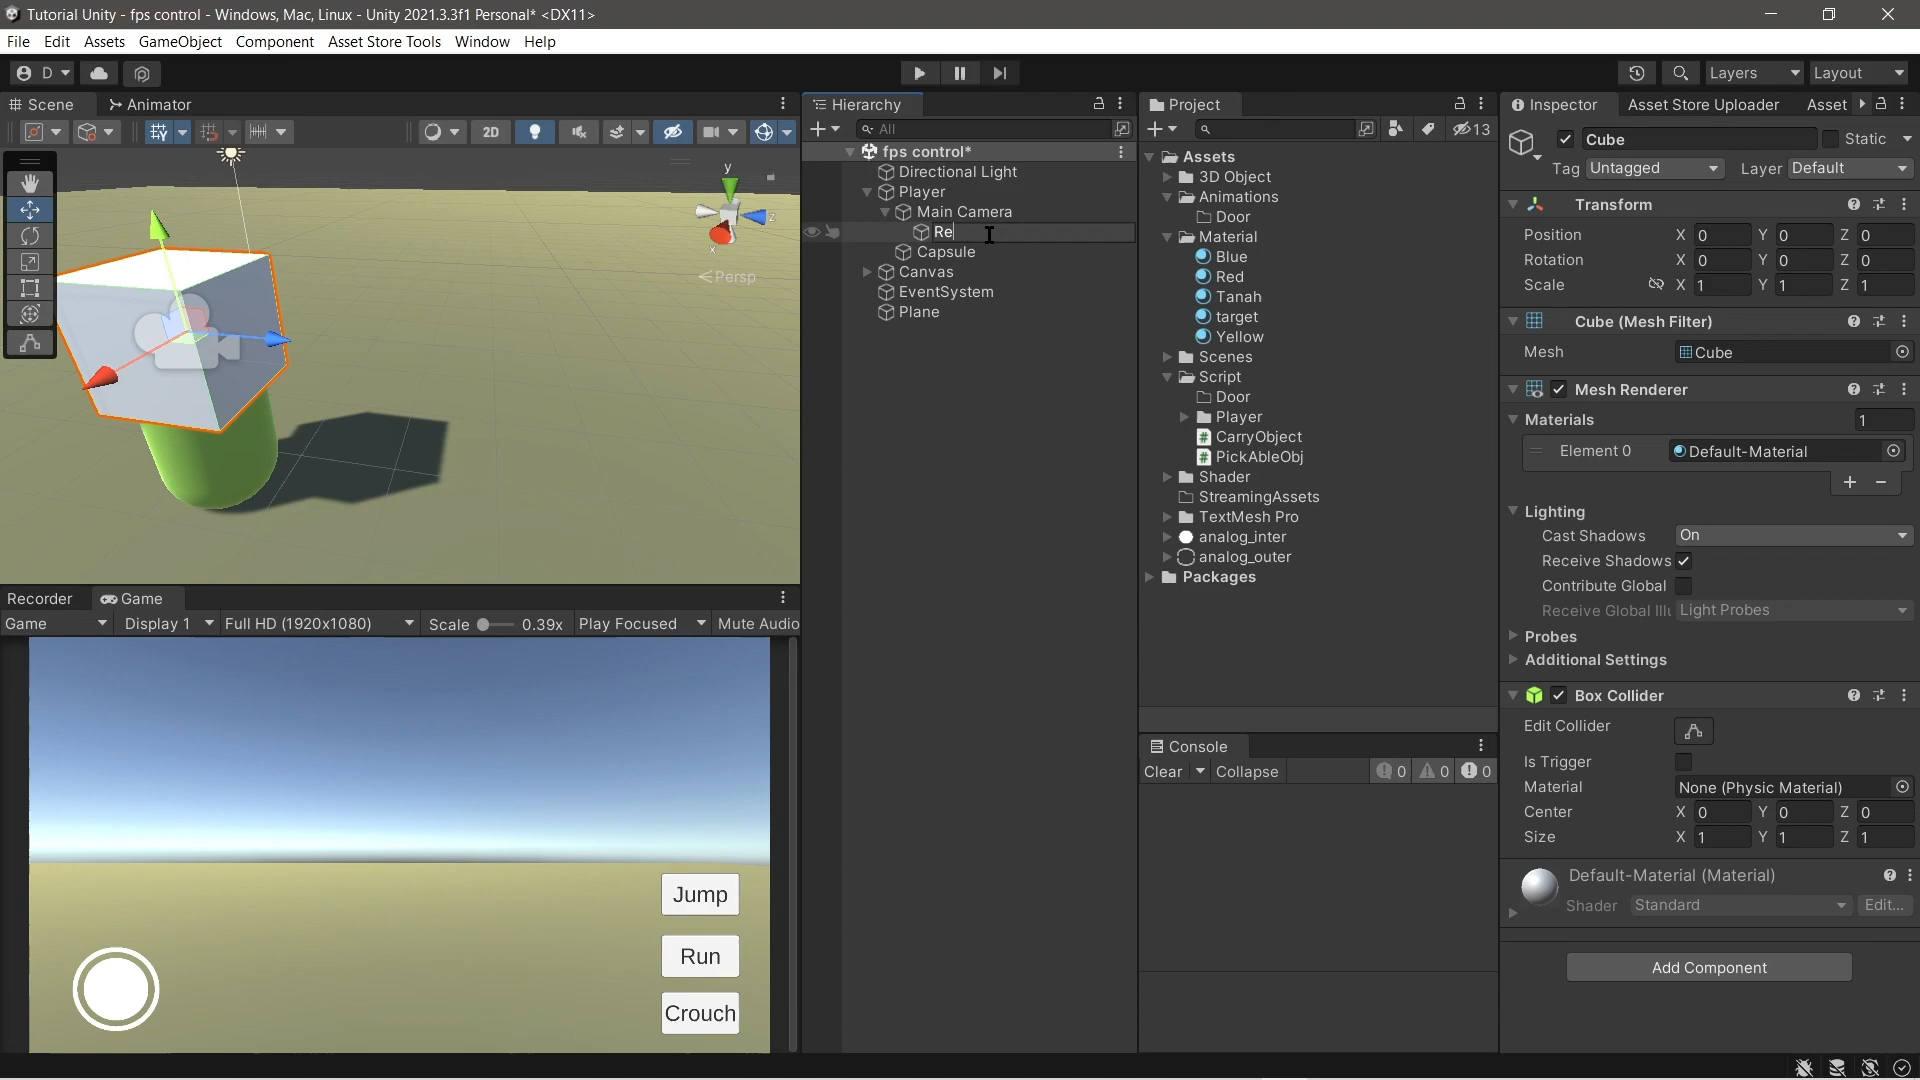 Tutorial Unity - fps control - Windows, Mac, Linux - Unity 2021.3.3f1 Personal* <DX11>
File Edit Assets GameObject Component Asset Store Tools Window Help
D Layers Layout
Scene Animator
2D
y
z
x
Persp
Recorder Game
Game Display 1 Full HD (1920x1080) Scale 0.39x Play Focused Mute Audio
Jump
Run
Crouch
Hierarchy
All
fps control*
Directional Light
Player
Main Camera
Re
Capsule
Canvas
EventSystem
Plane
Project
13
Assets
3D Object
Animations
Door
Material
Blue
Red
Tanah
target
Yellow
Scenes
Script
Door
Player
CarryObject
PickAbleObj
Shader
StreamingAssets
TextMesh Pro
analog_inter
analog_outer
Packages
Console
Clear Collapse 0 0 0
Inspector Asset Store Uploader Asset
Cube Static
Tag Untagged Layer Default
Transform
Position X 0 Y 0 Z 0
Rotation X 0 Y 0 Z 0
Scale X 1 Y 1 Z 1
Cube (Mesh Filter)
Mesh Cube
Mesh Renderer
Materials 1
Element 0 Default-Material
Lighting
Cast Shadows On
Receive Shadows
Contribute Global
Receive Global Illu Light Probes
Probes
Additional Settings
Box Collider
Edit Collider
Is Trigger
Material None (Physic Material)
Center X 0 Y 0 Z 0
Size X 1 Y 1 Z 1
Default-Material (Material)
Shader Standard Edit...
Add Component